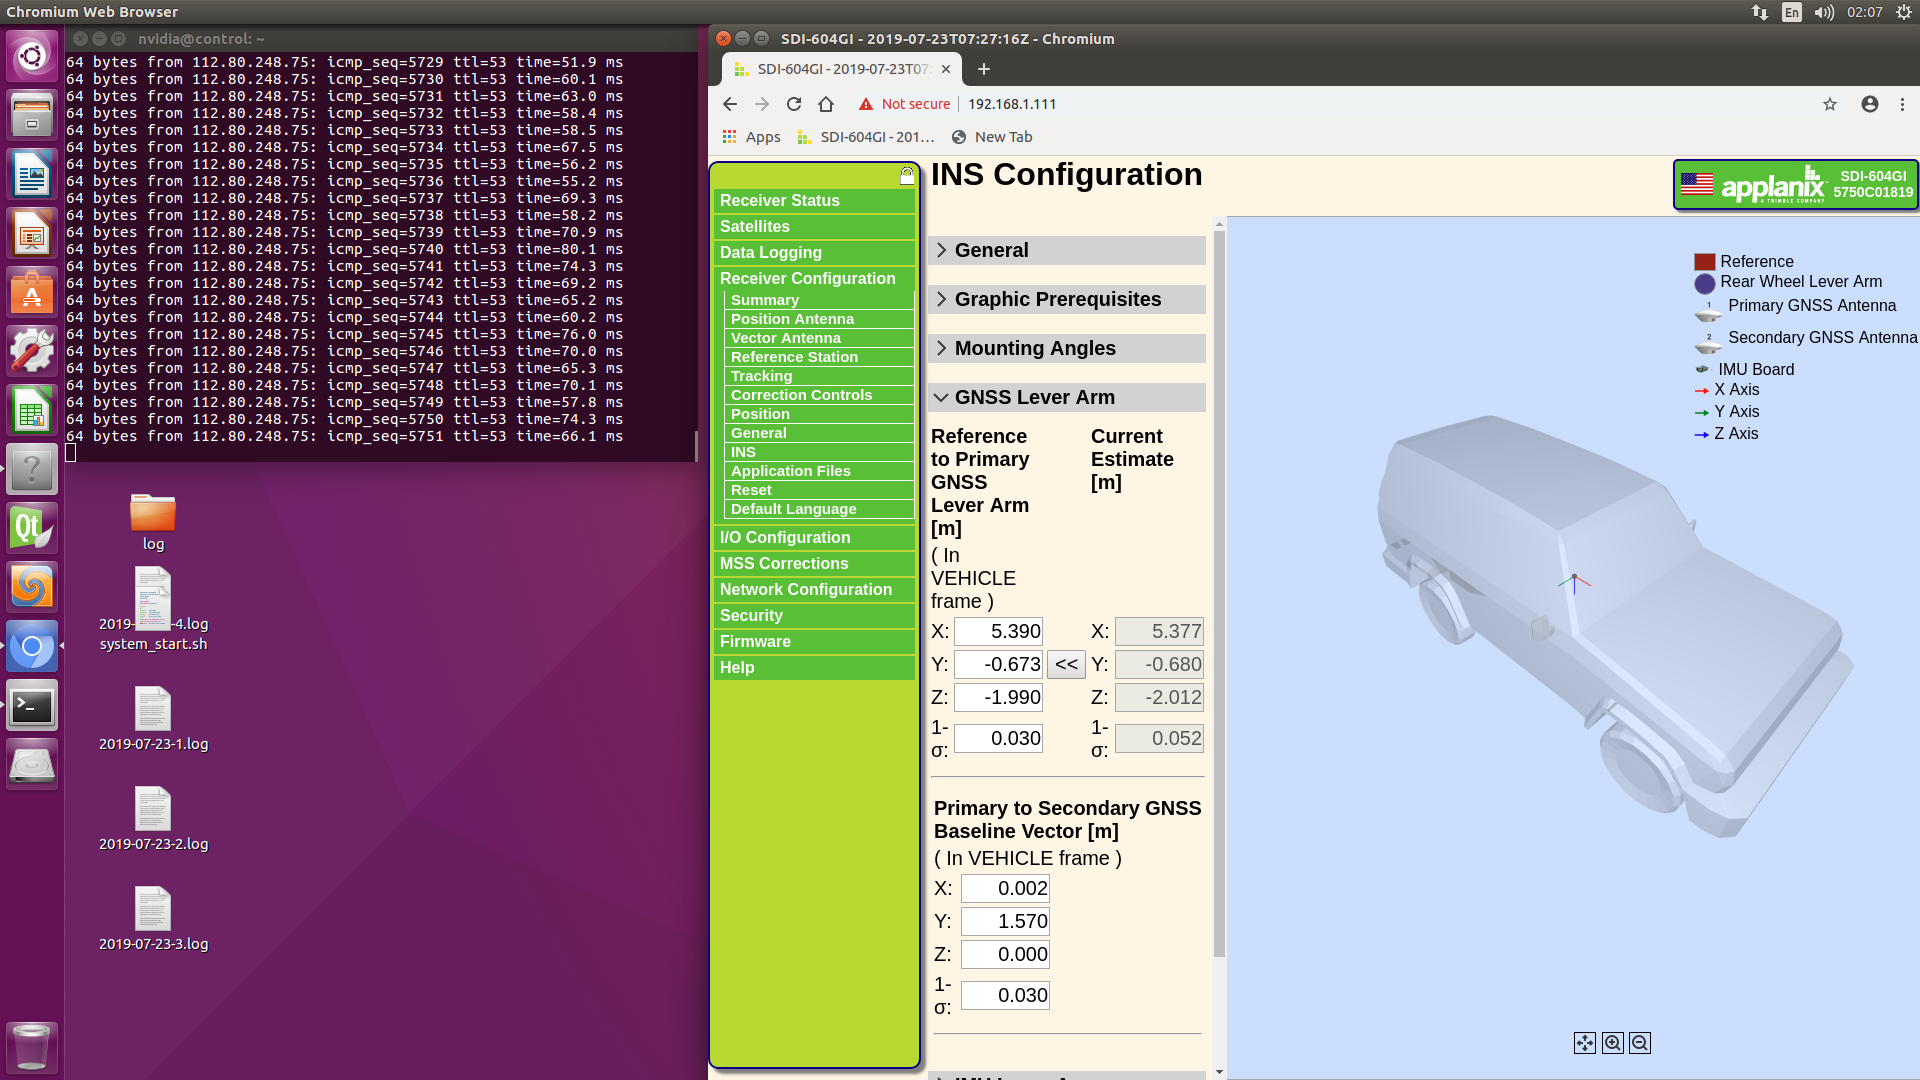 Chromium Web Browser
En
02:07
nvidia@control: ~
64 bytes from 112.80.248.75: icmp_seq=5729 ttl=53 time=51.9 ms
64 bytes from 112.80.248.75: icmp_seq=5730 ttl=53 time=60.1 ms
64 bytes from 112.80.248.75: icmp_seq=5731 ttl=53 time=63.0 ms
64 bytes from 112.80.248.75: icmp_seq=5732 ttl=53 time=58.4 ms
64 bytes from 112.80.248.75: icmp_seq=5733 ttl=53 time=58.5 ms
64 bytes from 112.80.248.75: icmp_seq=5734 ttl=53 time=67.5 ms
64 bytes from 112.80.248.75: icmp_seq=5735 ttl=53 time=56.2 ms
64 bytes from 112.80.248.75: icmp_seq=5736 ttl=53 time=55.2 ms
64 bytes from 112.80.248.75: icmp_seq=5737 ttl=53 time=69.3 ms
64 bytes from 112.80.248.75: icmp_seq=5738 ttl=53 time=58.2 ms
64 bytes from 112.80.248.75: icmp_seq=5739 ttl=53 time=70.9 ms
64 bytes from 112.80.248.75: icmp_seq=5740 ttl=53 time=80.1 ms
64 bytes from 112.80.248.75: icmp_seq=5741 ttl=53 time=74.3 ms
64 bytes from 112.80.248.75: icmp_seq=5742 ttl=53 time=69.2 ms
64 bytes from 112.80.248.75: icmp_seq=5743 ttl=53 time=65.2 ms
64 bytes from 112.80.248.75: icmp_seq=5744 ttl=53 time=60.2 ms
64 bytes from 112.80.248.75: icmp_seq=5745 ttl=53 time=76.0 ms
64 bytes from 112.80.248.75: icmp_seq=5746 ttl=53 time=70.0 ms
64 bytes from 112.80.248.75: icmp_seq=5747 ttl=53 time=65.3 ms
64 bytes from 112.80.248.75: icmp_seq=5748 ttl=53 time=70.1 ms
64 bytes from 112.80.248.75: icmp_seq=5749 ttl=53 time=57.8 ms
64 bytes from 112.80.248.75: icmp_seq=5750 ttl=53 time=74.3 ms
64 bytes from 112.80.248.75: icmp_seq=5751 ttl=53 time=66.1 ms
log
2019- -4.log
system_start.sh
2019-07-23-1.log
2019-07-23-2.log
2019-07-23-3.log
Qt
SDI-604GI - 2019-07-23T07:27:16Z - Chromium
SDI-604GI - 2019-07-23T07:
Not secure
192.168.1.111
Apps
SDI-604GI - 201…
New Tab
Receiver Status
Satellites
Data Logging
Receiver Configuration
Summary
Position Antenna
Vector Antenna
Reference Station
Tracking
Correction Controls
Position
General
INS
Application Files
Reset
Default Language
I/O Configuration
MSS Corrections
Network Configuration
Security
Firmware
Help
INS Configuration
applanix
A TRIMBLE COMPANY
SDI-604GI
5750C01819
General
Graphic Prerequisites
Mounting Angles
GNSS Lever Arm
Reference to Primary GNSS Lever Arm [m]
( In VEHICLE frame )
Current Estimate [m]
X: 5.390 X: 5.377
Y: -0.673 << Y: -0.680
Z: -1.990 Z: -2.012
1-σ: 0.030 1-σ: 0.052
Primary to Secondary GNSS
Baseline Vector [m]
( In VEHICLE frame )
X: 0.002
Y: 1.570
Z: 0.000
1-σ: 0.030
Reference
Rear Wheel Lever Arm
1 Primary GNSS Antenna
2 Secondary GNSS Antenna
IMU Board
X Axis
Y Axis
Z Axis